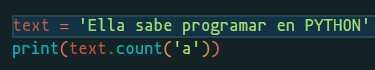 text = 'Ella sabe programar en PYTHON'
print(text.count('a'))